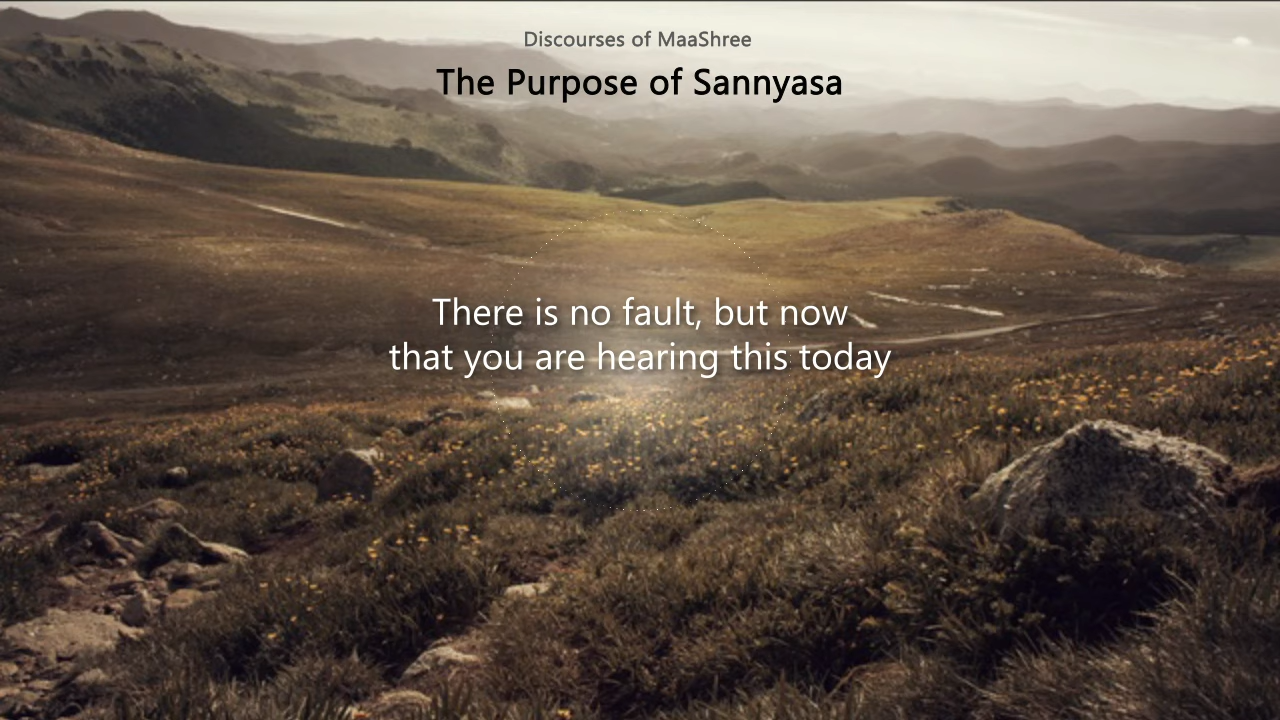 Discourses of MaaShree
The Purpose of Sannyasa
There is no fault, but now
that you are hearing this today